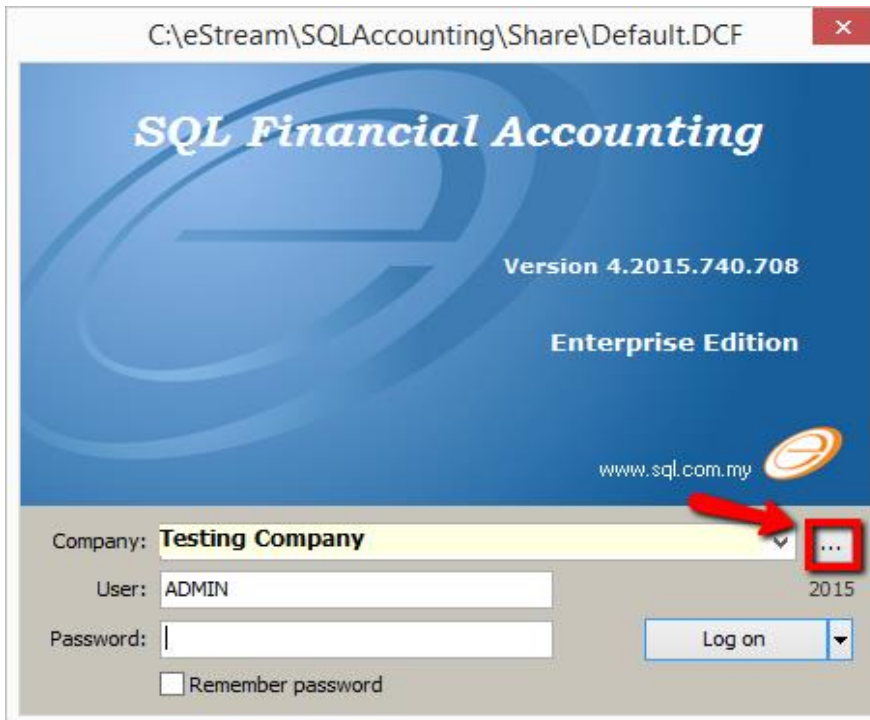 C:\eStream\SQLAccounting\Share\Default.DCF
SQL Financial Accounting
Version 4.2015.740.708
Enterprise Edition
www.sql.com.my
Company: Testing Company ...
User: ADMIN 2015
Password: Log on
Remember password